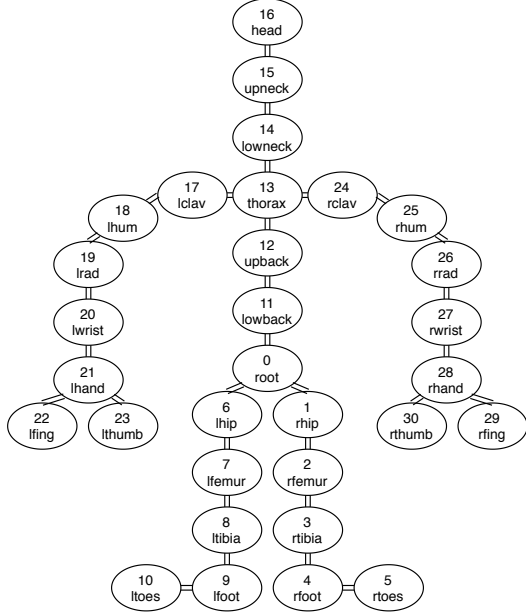 16
head
15
upneck
14
lowneck
17
lclav
13
thorax
24
rclav
18
lhum
25
rhum
19
lrad
12
upback
26
rrad
20
lwrist
11
lowback
27
rwrist
21
lhand
0
root
28
rhand
22
lfing
23
lthumb
6
lhip
1
rhip
30
rthumb
29
rfing
7
lfemur
2
rfemur
8
ltibia
3
rtibia
10
ltoes
9
lfoot
4
rfoot
5
rtoes